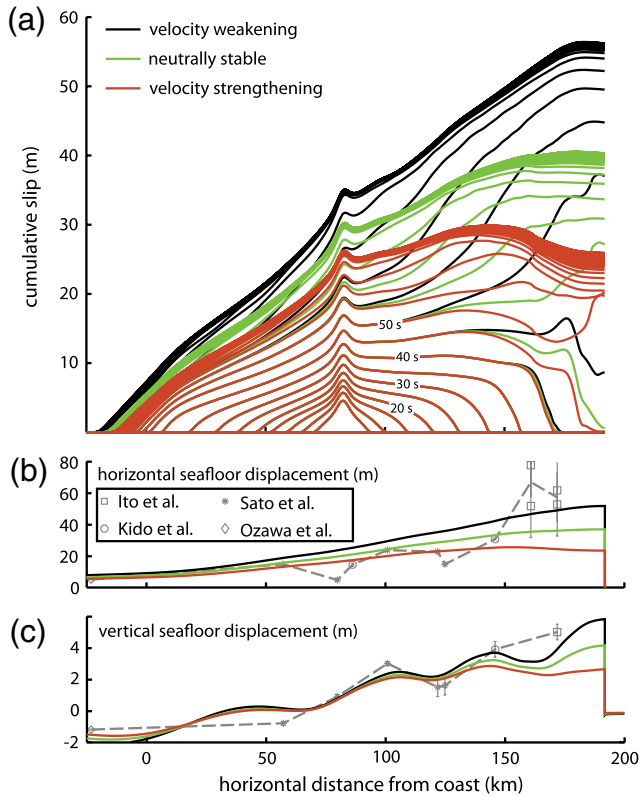 (a)
60
50
40
30
20
10
cumulative slip (m)
velocity weakening
neutrally stable
velocity strengthening
50 s
40 s
30 s
20 s
(b)
80
60
40
20
0
horizontal seafloor displacement (m)
Ito et al.
Sato et al.
Kido et al.
Ozawa et al.
(c)
4
2
0
-2
vertical seafloor displacement (m)
0 50 100 150 200
horizontal distance from coast (km)